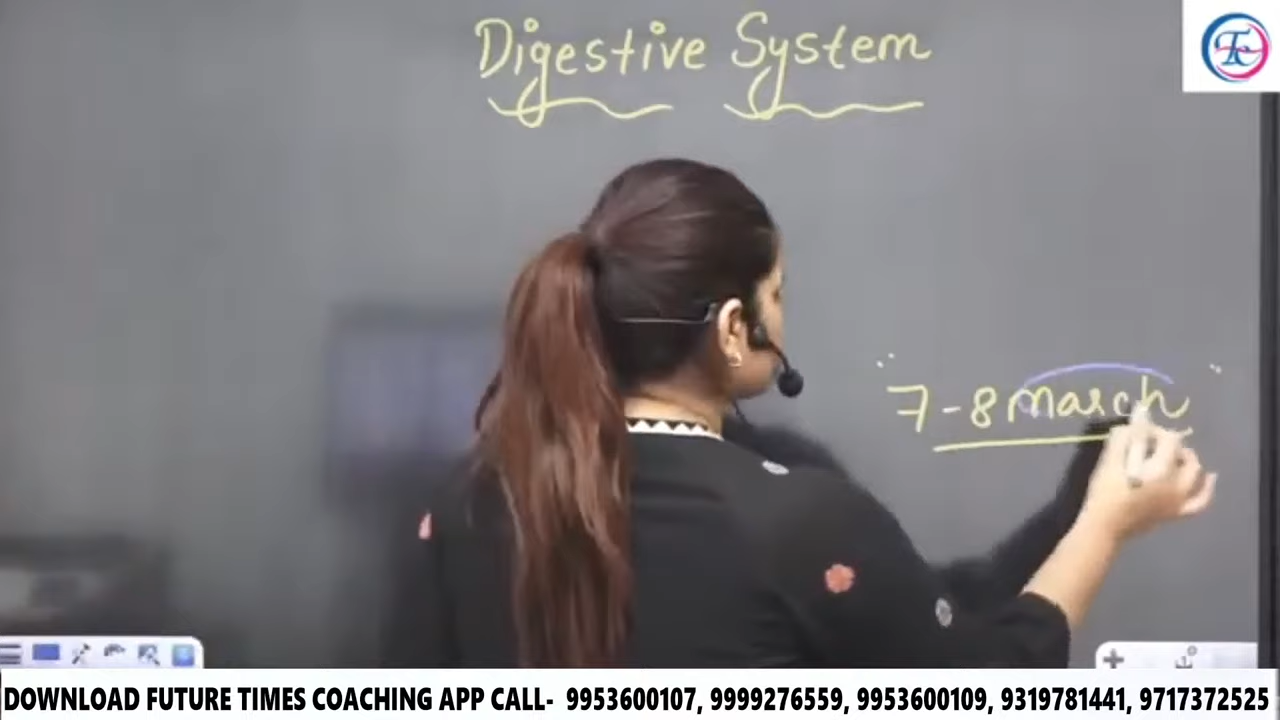 Digestive System
7-8 March
DOWNLOAD FUTURE TIMES COACHING APP CALL- 9953600107, 9999276559, 9953600109, 9319781441, 9717372525